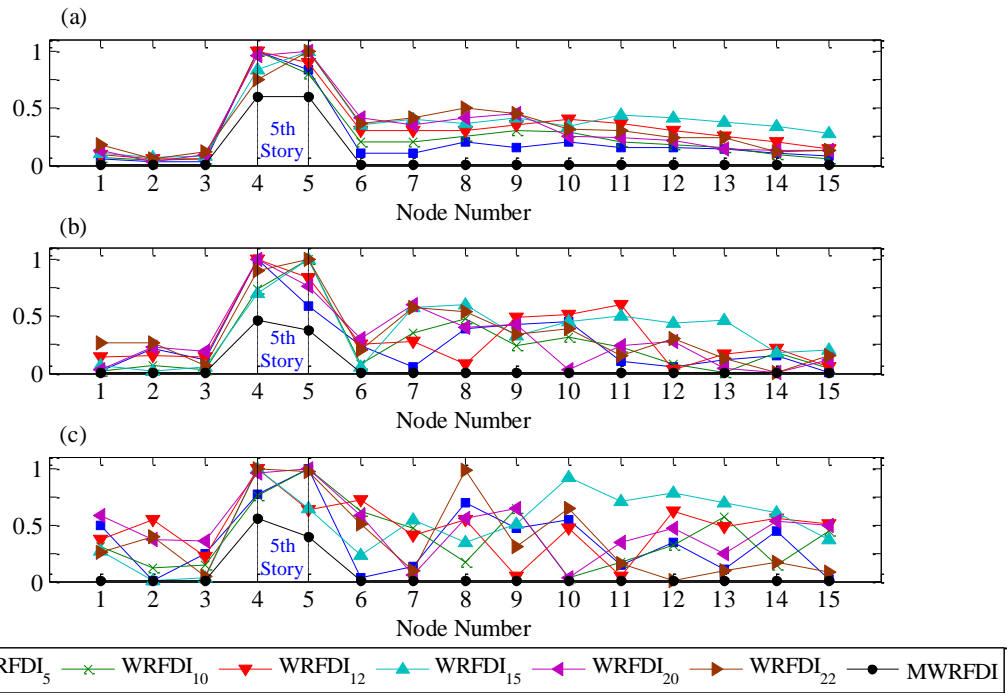 (a)
1
0.5
0
5th
Story
1 2 3 4 5 6 7 8 9 10 11 12 13 14 15
Node Number
(b)
1
0.5
0
5th
Story
1 2 3 4 5 6 7 8 9 10 11 12 13 14 15
Node Number
(c)
1
0.5
0
5th
Story
1 2 3 4 5 6 7 8 9 10 11 12 13 14 15
Node Number
RFDI5 WRFDI10 WRFDI12 WRFDI15 WRFDI20 WRFDI22 MWRFDI